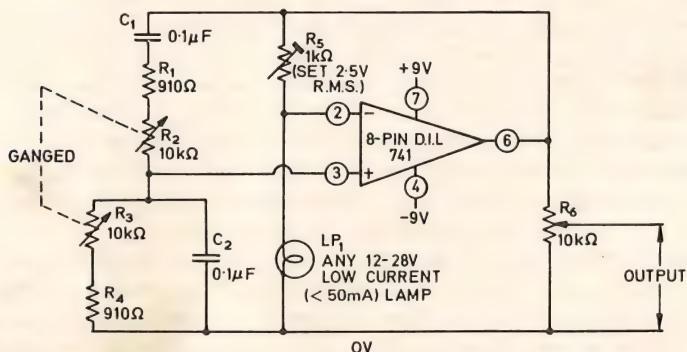 C1
0·1µF
R1
910Ω
R2
10kΩ
GANGED
R3
10kΩ
R4
910Ω
C2
0·1µF
R5
1kΩ
(SET 2·5V
R.M.S.)
LP1
ANY 12-28V
LOW CURRENT
(< 50mA) LAMP
+9V
7
2
−
8-PIN D.I.L
741
6
3
+
4
-9V
R6
10kΩ
OUTPUT
0V